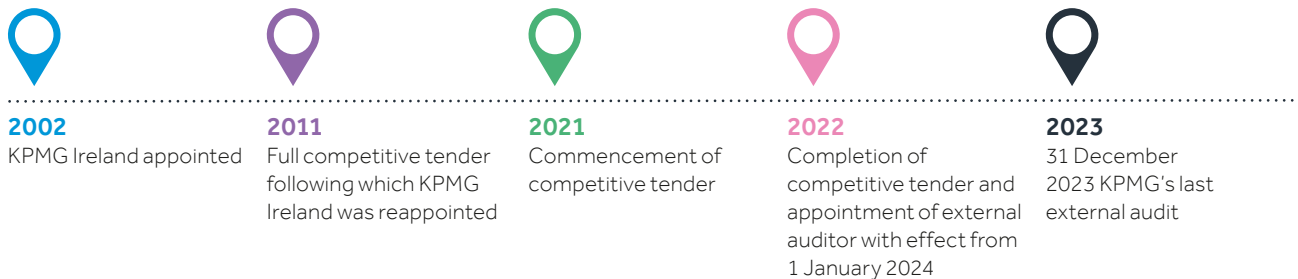 2002
KPMG Ireland appointed
2011
Full competitive tender
following which KPMG
Ireland was reappointed
2021
Commencement of
competitive tender
2022
Completion of
competitive tender and
appointment of external
auditor with effect from
1 January 2024
2023
31 December
2023 KPMG's last
external audit